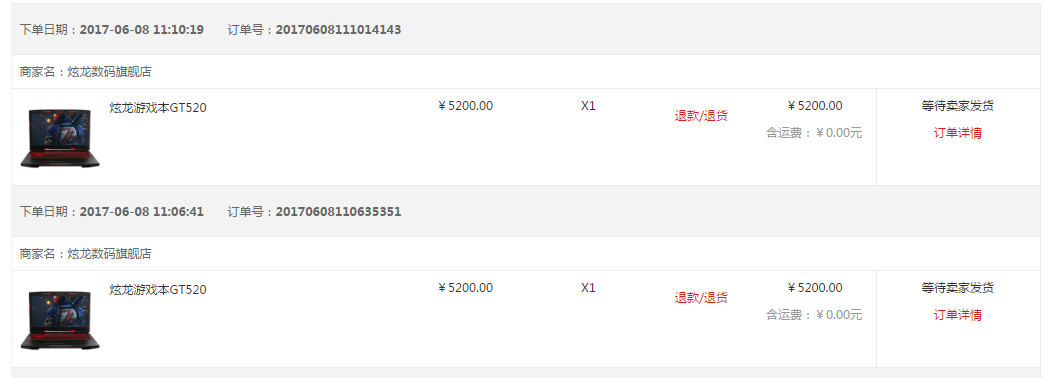 下单日期：2017-06-08 11:10:19 订单号：20170608111014143
商家名：炫龙数码旗舰店
炫龙游戏本GT520 ￥5200.00 X1 退款/退货 ￥5200.00 等待卖家发货
含运费：￥0.00元 订单详情
下单日期：2017-06-08 11:06:41 订单号：20170608110635351
商家名：炫龙数码旗舰店
炫龙游戏本GT520 ￥5200.00 X1 退款/退货 ￥5200.00 等待卖家发货
含运费：￥0.00元 订单详情